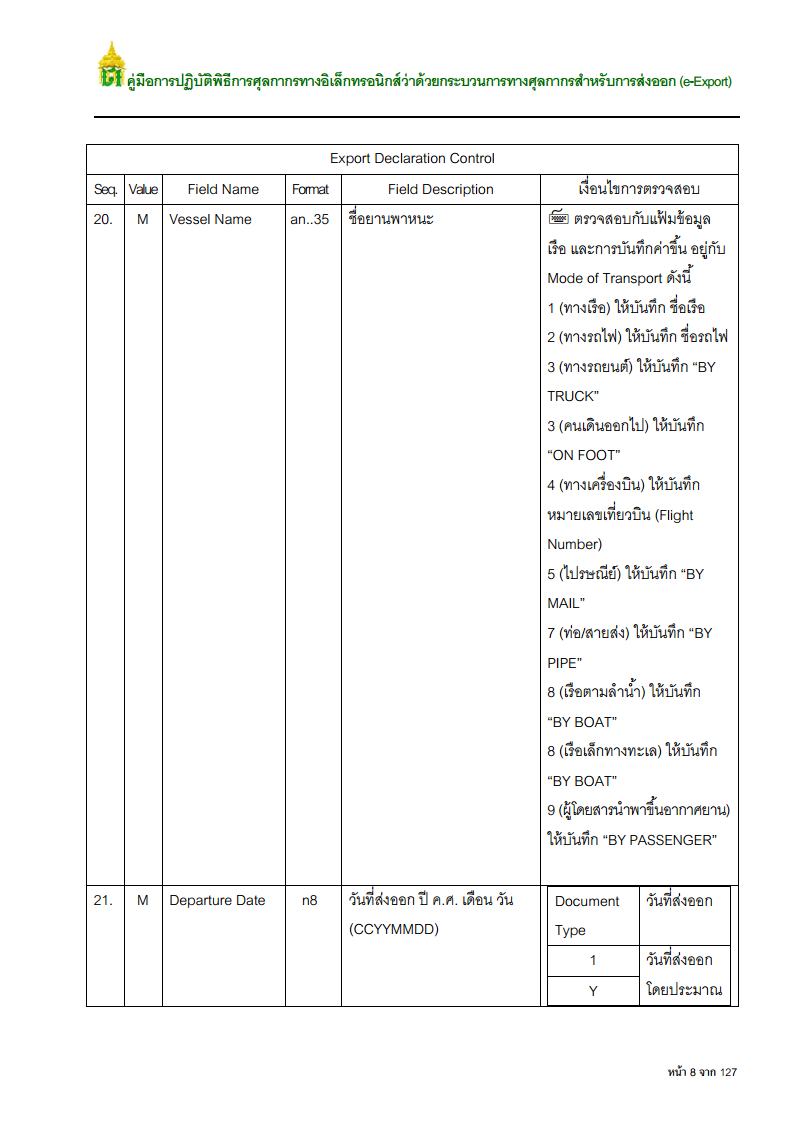 คู่มือการปฏิบัติพิธีการศุลกากรทางอิเล็กทรอนิกส์ว่าด้วยกระบวนการทางศุลกากรสำหรับการส่งออก (e-Export)
Export Declaration Control
Seq. Value Field Name Format Field Description เงื่อนไขการตรวจสอบ
20. M Vessel Name an..35 ชื่อยานพาหนะ ตรวจสอบกับแฟ้มข้อมูล
เรือ และการบันทึกค่าขึ้น อยู่กับ
Mode of Transport ดังนี้
1 (ทางเรือ) ให้บันทึก ชื่อเรือ
2 (ทางรถไฟ) ให้บันทึก ชื่อรถไฟ
3 (ทางรถยนต์) ให้บันทึก “BY
TRUCK”
3 (คนเดินออกไป) ให้บันทึก
“ON FOOT”
4 (ทางเครื่องบิน) ให้บันทึก
หมายเลขเที่ยวบิน (Flight
Number)
5 (ไปรษณีย์) ให้บันทึก “BY
MAIL”
7 (ท่อ/สายส่ง) ให้บันทึก “BY
PIPE”
8 (เรือตามลำน้ำ) ให้บันทึก
“BY BOAT”
8 (เรือเล็กทางทะเล) ให้บันทึก
“BY BOAT”
9 (ผู้โดยสารนำพาขึ้นอากาศยาน)
ให้บันทึก “BY PASSENGER”
21. M Departure Date n8 วันที่ส่งออก ปี ค.ศ. เดือน วัน Document วันที่ส่งออก
(CCYYMMDD) Type
1 วันที่ส่งออก
Y โดยประมาณ
หน้า 8 จาก 127